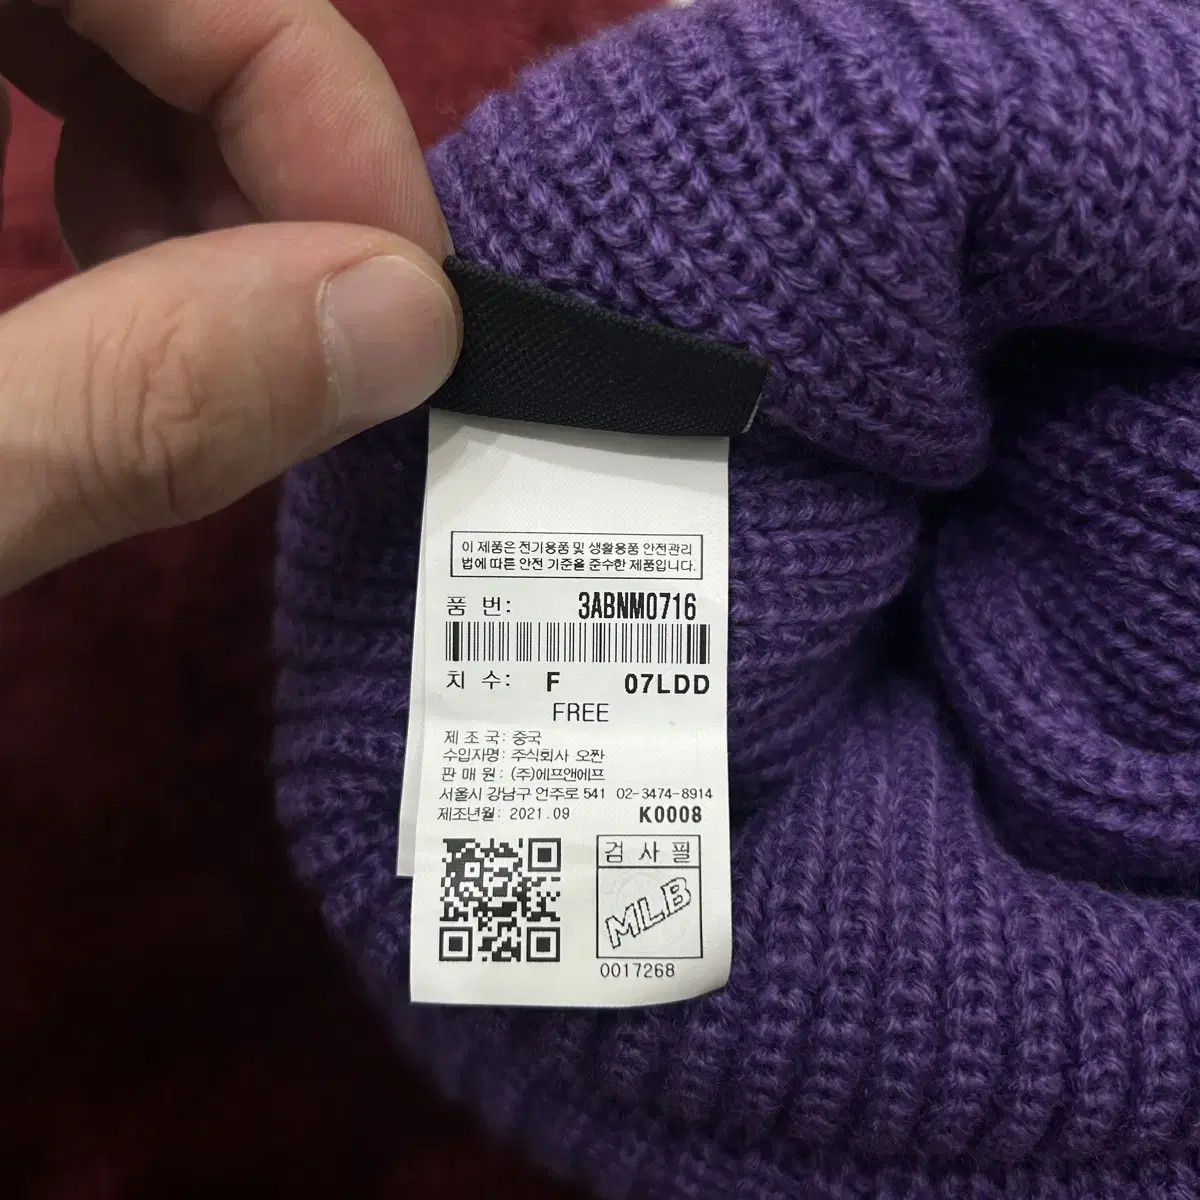 이 제품은 전기용품 및 생활용품 안전관리
법에 따른 안전 기준을 준수한 제품입니다.
품 번: 3ABNM0716
치 수: F 07LDD
FREE
제 조 국: 중국
수입자명: 주식회사 오짠
판 매 원: (주)에프앤에프
서울시 강남구 언주로 541 02-3474-8914
제조년월: 2021.09 K0008
검 사 필
MLB
0017268